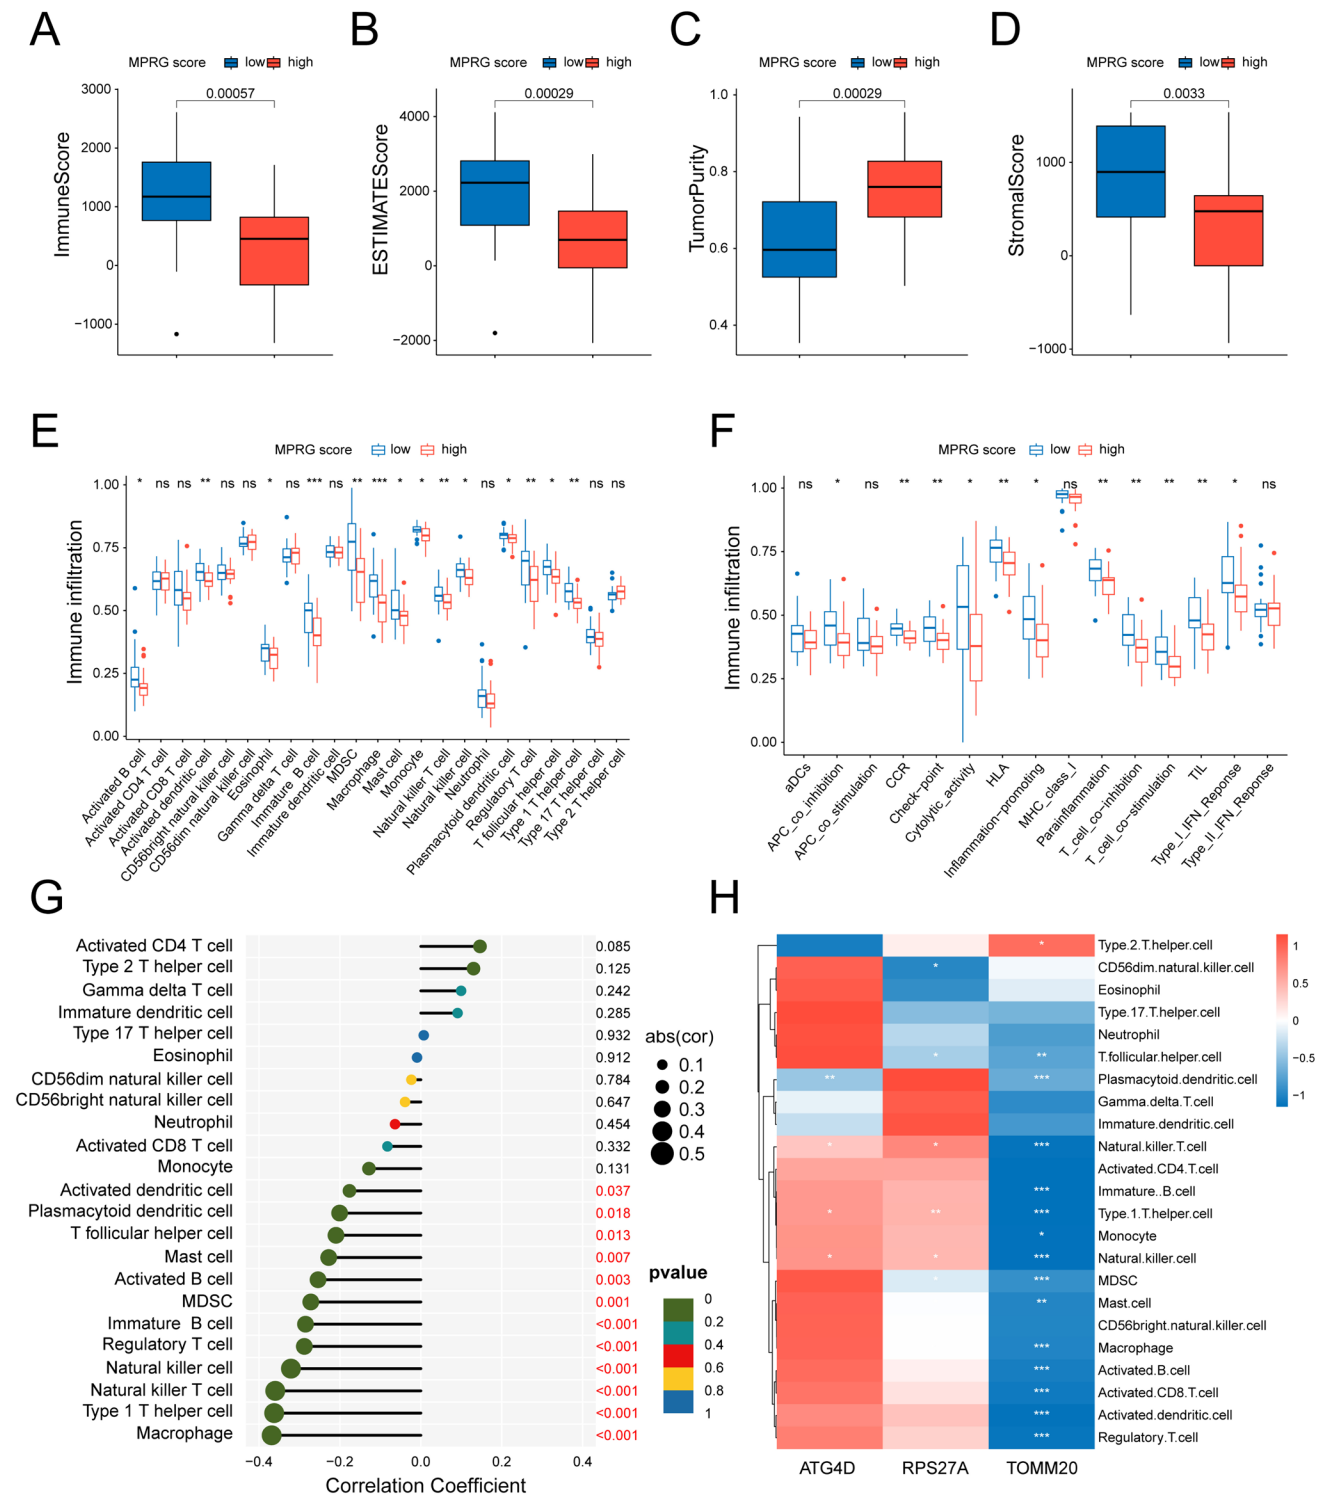 A
MPRG score low high
0.00057
ImmuneScore
3000
2000
1000
0
−1000
B
MPRG score low high
0.00029
ESTIMATEScore
4000
2000
0
−2000
C
MPRG score low high
0.00029
TumorPurity
1.0
0.8
0.6
0.4
D
MPRG score low high
0.0033
StromalScore
1000
0
−1000
E
MPRG score low high
* ns ns ** ns ns * ns *** ns ** *** * * ** * ns * ** * ** ns ns
Immune infiltration
1.00
0.75
0.50
0.25
0.00
Activated B cell
Activated CD4 T cell
Activated CD8 T cell
Activated dendritic cell
CD56bright natural killer cell
CD56dim natural killer cell
Eosinophil
Gamma delta T cell
Immature B cell
Immature dendritic cell
MDSC
Macrophage
Mast cell
Monocyte
Natural killer T cell
Natural killer cell
Neutrophil
Plasmacytoid dendritic cell
Regulatory T cell
T follicular helper cell
Type 1 T helper cell
Type 17 T helper cell
Type 2 T helper cell
F
MPRG score low high
ns * ns ** ** * ** * ns ** ** ** ** * ns
Immune infiltration
1.00
0.75
0.50
0.25
0.00
aDCs
APC_co_inhibition
APC_co_stimulation
CCR
Check−point
Cytolytic_activity
HLA
Inflammation−promoting
MHC_class_I
Parainflammation
T_cell_co−inhibition
T_cell_co−stimulation
TIL
Type_I_IFN_Reponse
Type_II_IFN_Reponse
G
Activated CD4 T cell 0.085
Type 2 T helper cell 0.125
Gamma delta T cell 0.242
Immature dendritic cell 0.285
Type 17 T helper cell 0.932
Eosinophil 0.912
CD56dim natural killer cell 0.784
CD56bright natural killer cell 0.647
Neutrophil 0.454
Activated CD8 T cell 0.332
Monocyte 0.131
Activated dendritic cell 0.037
Plasmacytoid dendritic cell 0.018
T follicular helper cell 0.013
Mast cell 0.007
Activated B cell 0.003
MDSC 0.001
Immature B cell <0.001
Regulatory T cell <0.001
Natural killer cell <0.001
Natural killer T cell <0.001
Type 1 T helper cell <0.001
Macrophage <0.001
−0.4 −0.2 0.0 0.2 0.4
Correlation Coefficient
abs(cor)
0.1
0.2
0.3
0.4
0.5
pvalue
0
0.2
0.4
0.6
0.8
1
H
* Type.2.T.helper.cell
* CD56dim.natural.killer.cell
Eosinophil
Type.17.T.helper.cell
Neutrophil
* ** T.follicular.helper.cell
** *** Plasmacytoid.dendritic.cell
Gamma.delta.T.cell
Immature.dendritic.cell
* * *** Natural.killer.T.cell
Activated.CD4.T.cell
*** Immature..B.cell
* ** *** Type.1.T.helper.cell
* Monocyte
* * *** Natural.killer.cell
* *** MDSC
** Mast.cell
CD56bright.natural.killer.cell
*** Macrophage
*** Activated.B.cell
*** Activated.CD8.T.cell
*** Activated.dendritic.cell
*** Regulatory.T.cell
ATG4D RPS27A TOMM20
1
0.5
0
−0.5
−1